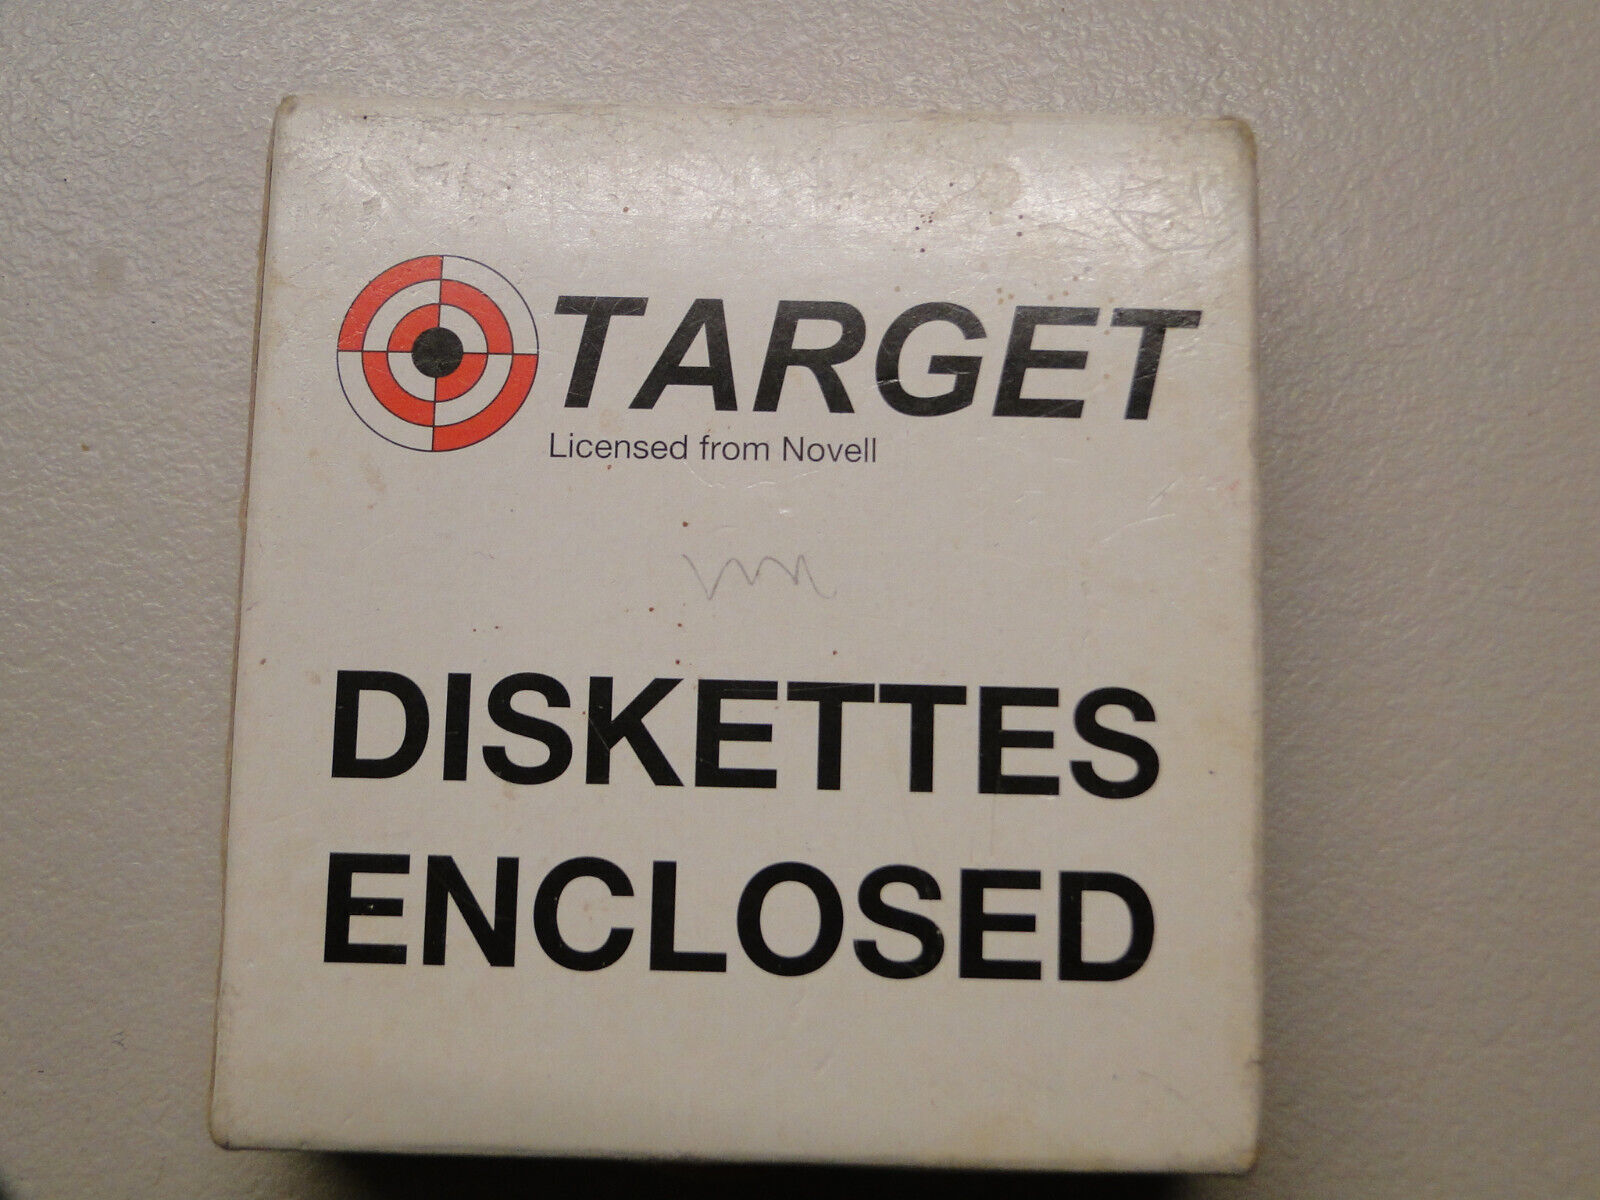 TARGET
Licensed from Novell
DISKETTES
ENCLOSED